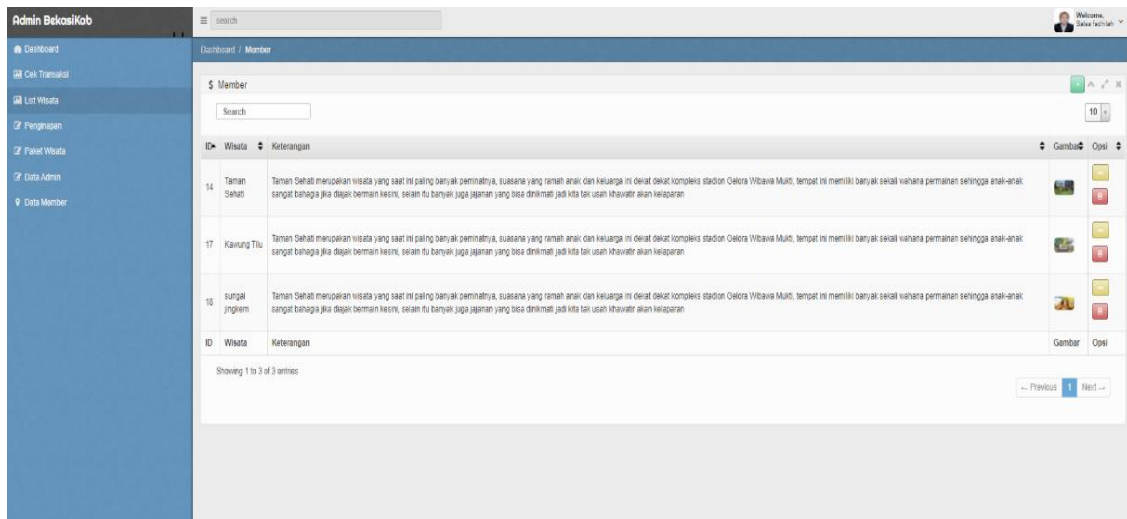 Admin BekasiKab
search
Welcome,
Salsa fadhilah
Dashboard
Cek Transaksi
List Wisata
Penginapan
Paket Wisata
Data Admin
Data Member
Dashboard / Member
$ Member
Search
10
ID Wisata Keterangan Gambar Opsi
14 Taman Sehati Taman Sehati merupakan wisata yang saat ini paling banyak peminatnya, suasana yang ramah anak dan keluarga ini dekat dekat kompleks stadion Gelora Wibawa Mukti, tempat ini memiliki banyak sekali wahana permainan sehingga anak-anak
sangat bahagia jika diajak bermain kesini, selain itu banyak juga jajanan yang bisa dinikmati jadi kita tak usah khawatir akan kelaparan
17 Kawung Tilu Taman Sehati merupakan wisata yang saat ini paling banyak peminatnya, suasana yang ramah anak dan keluarga ini dekat dekat kompleks stadion Gelora Wibawa Mukti, tempat ini memiliki banyak sekali wahana permainan sehingga anak-anak
sangat bahagia jika diajak bermain kesini, selain itu banyak juga jajanan yang bisa dinikmati jadi kita tak usah khawatir akan kelaparan
18 sungai jingkem Taman Sehati merupakan wisata yang saat ini paling banyak peminatnya, suasana yang ramah anak dan keluarga ini dekat dekat kompleks stadion Gelora Wibawa Mukti, tempat ini memiliki banyak sekali wahana permainan sehingga anak-anak
sangat bahagia jika diajak bermain kesini, selain itu banyak juga jajanan yang bisa dinikmati jadi kita tak usah khawatir akan kelaparan
ID Wisata Keterangan Gambar Opsi
Showing 1 to 3 of 3 entries
← Previous 1 Next →